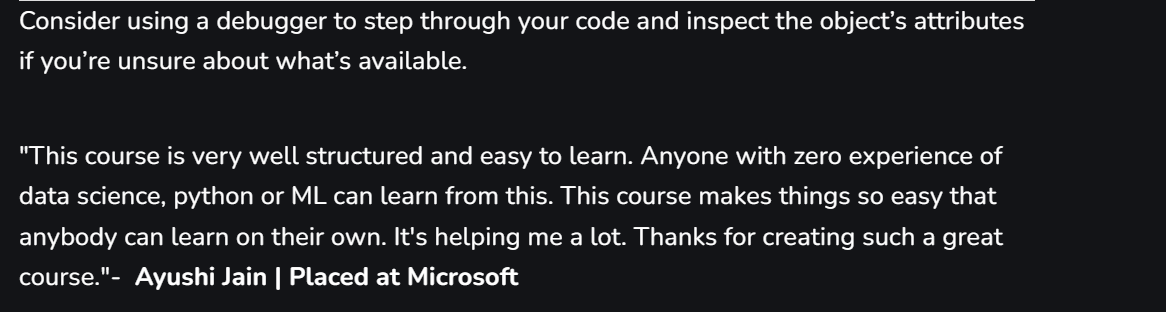 Consider using a debugger to step through your code and inspect the object’s attributes
if you’re unsure about what’s available.
"This course is very well structured and easy to learn. Anyone with zero experience of
data science, python or ML can learn from this. This course makes things so easy that
anybody can learn on their own. It's helping me a lot. Thanks for creating such a great
course."- Ayushi Jain | Placed at Microsoft